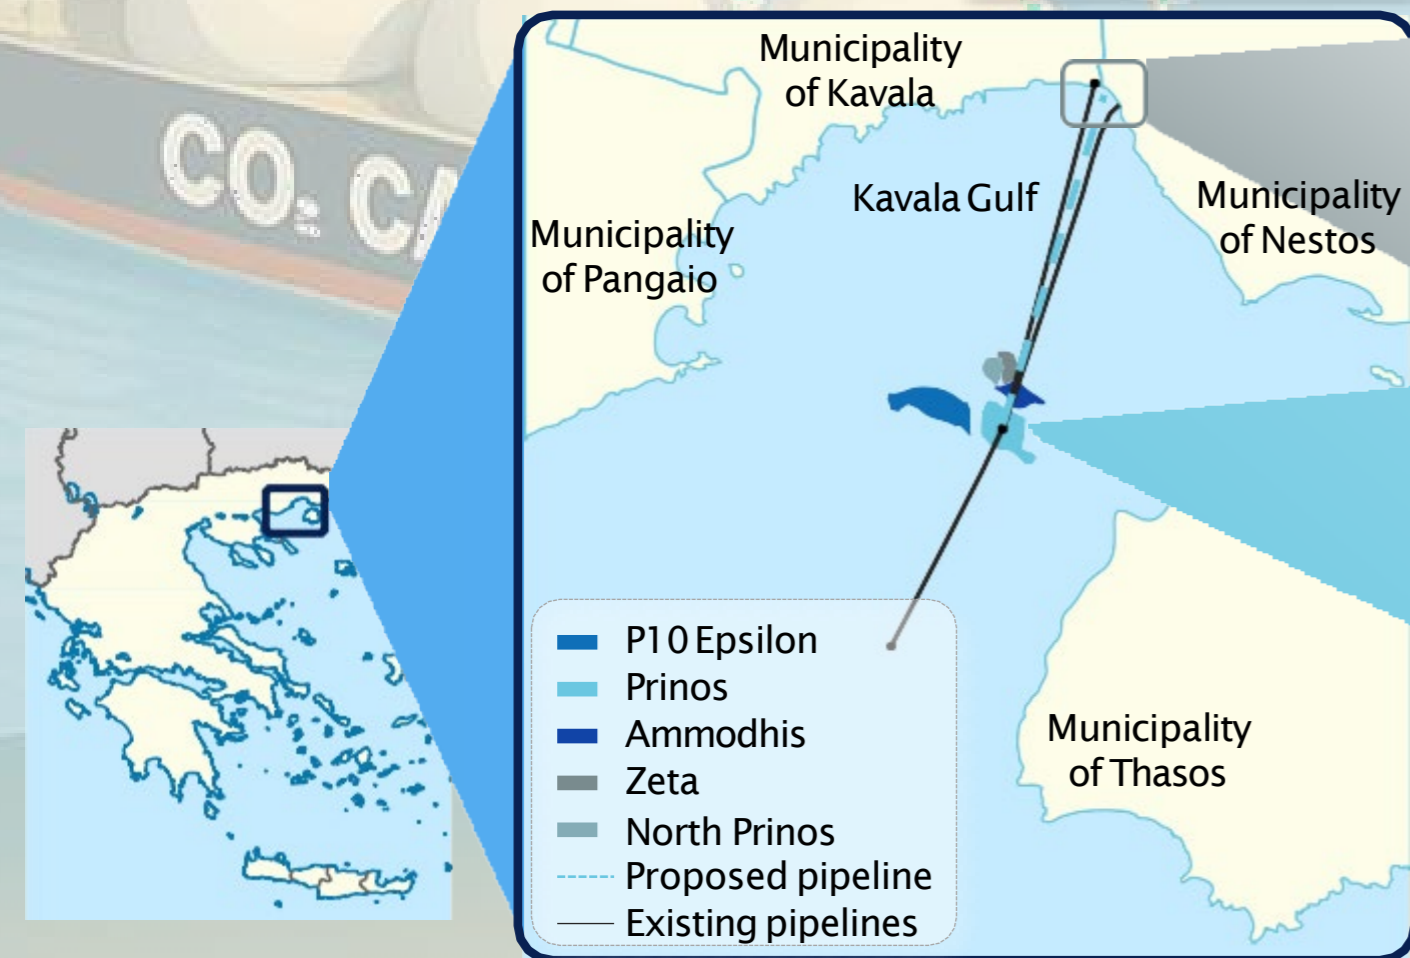 CO₂ CA
Municipality
of Kavala
Kavala Gulf
Municipality
of Nestos
Municipality
of Pangaio
P10 Epsilon
Prinos
Ammodhis
Zeta
North Prinos
Proposed pipeline
Existing pipelines
Municipality
of Thasos